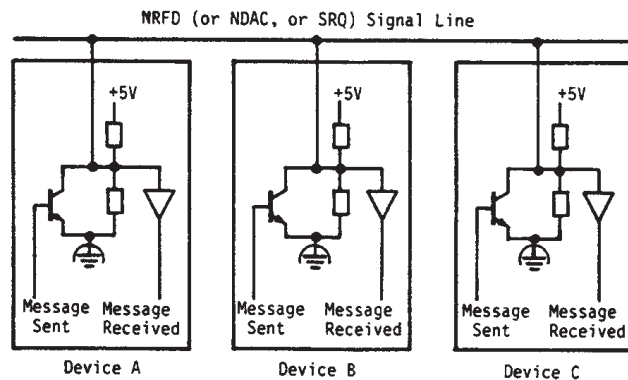 NRFD (or NDAC, or SRQ) Signal Line
+5V
+5V
+5V
Message Sent
Message Received
Message Sent
Message Received
Message Sent
Message Received
Device A
Device B
Device C